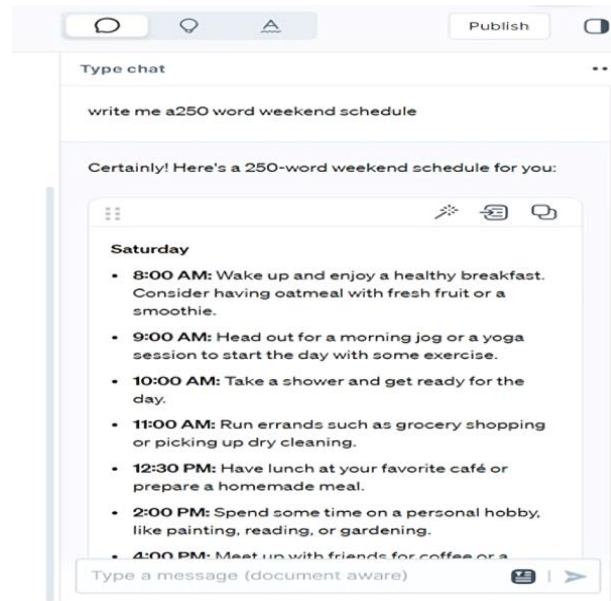 Publish
Type chat
write me a250 word weekend schedule
Certainly! Here's a 250-word weekend schedule for you:
Saturday
• 8:00 AM: Wake up and enjoy a healthy breakfast.
Consider having oatmeal with fresh fruit or a
smoothie.
• 9:00 AM: Head out for a morning jog or a yoga
session to start the day with some exercise.
• 10:00 AM: Take a shower and get ready for the
day.
• 11:00 AM: Run errands such as grocery shopping
or picking up dry cleaning.
• 12:30 PM: Have lunch at your favorite café or
prepare a homemade meal.
• 2:00 PM: Spend some time on a personal hobby,
like painting, reading, or gardening.
• 4:00 PM: Meet up with friends for coffee or a
Type a message (document aware)